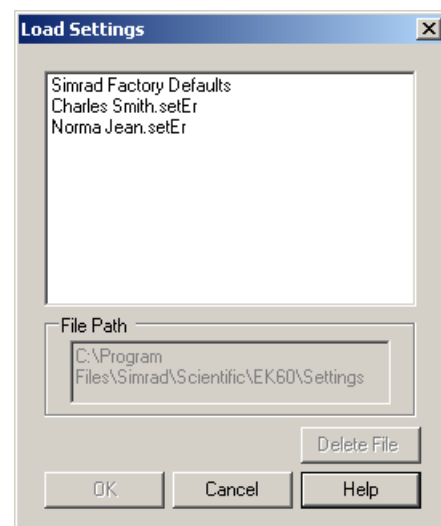 Load Settings
Simrad Factory Defaults
Charles Smith.setEr
Norma Jean.setEr
File Path
C:\Program
Files\Simrad\Scientific\EK60\Settings
Delete File
OK
Cancel
Help